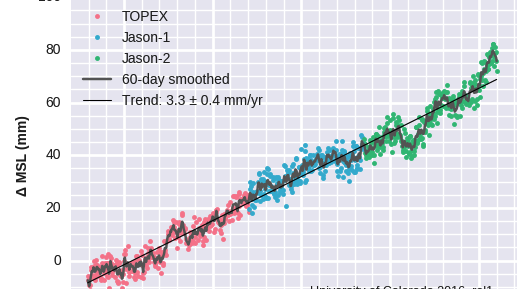 TOPEX
Jason-1
80
Jason-2
60-day smoothed
60
Trend: 3.3 ± 0.4 mm/yr
Δ MSL (mm)
40
20
0